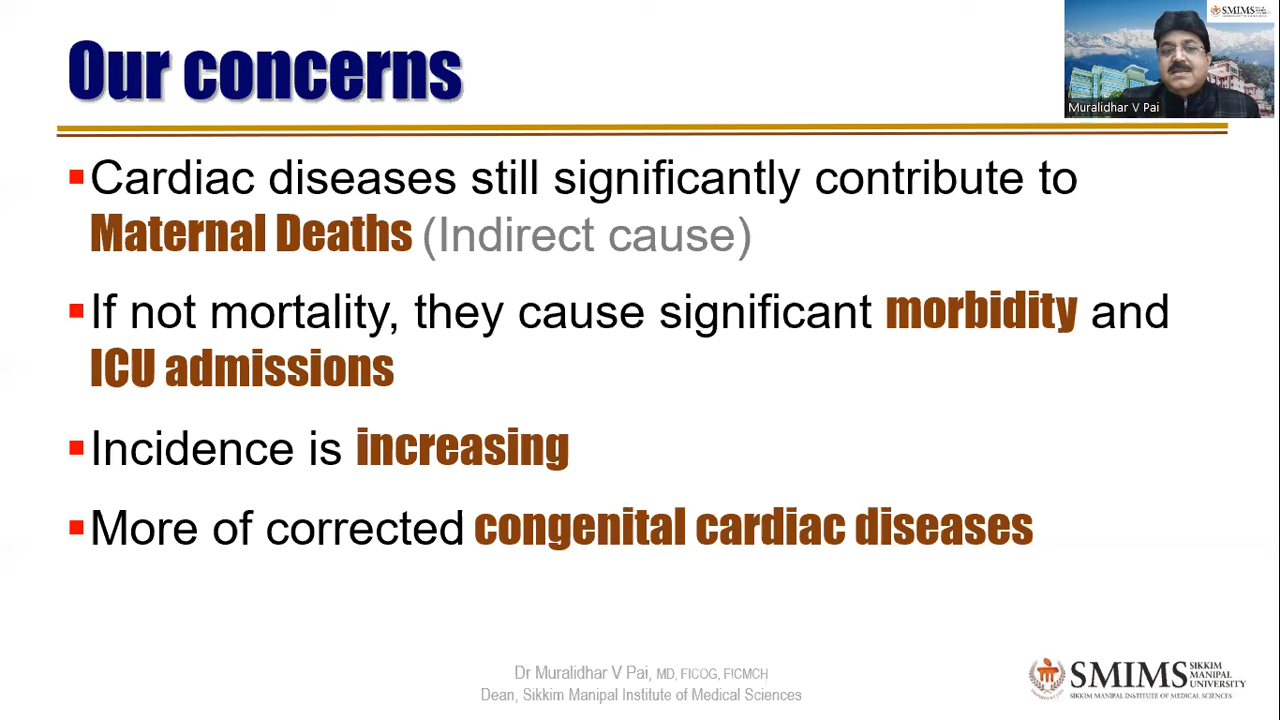 Our concerns
SMIMS
Muralidhar V Pai
Cardiac diseases still significantly contribute to
Maternal Deaths (Indirect cause)
If not mortality, they cause significant morbidity and
ICU admissions
Incidence is increasing
More of corrected congenital cardiac diseases
Dr Muralidhar V Pai, MD, FICOG, FICMCH
Dean, Sikkim Manipal Institute of Medical Sciences
SMIMS SIKKIM
MANIPAL
UNIVERSITY
SIKKIM MANIPAL INSTITUTE OF MEDICAL SCIENCES